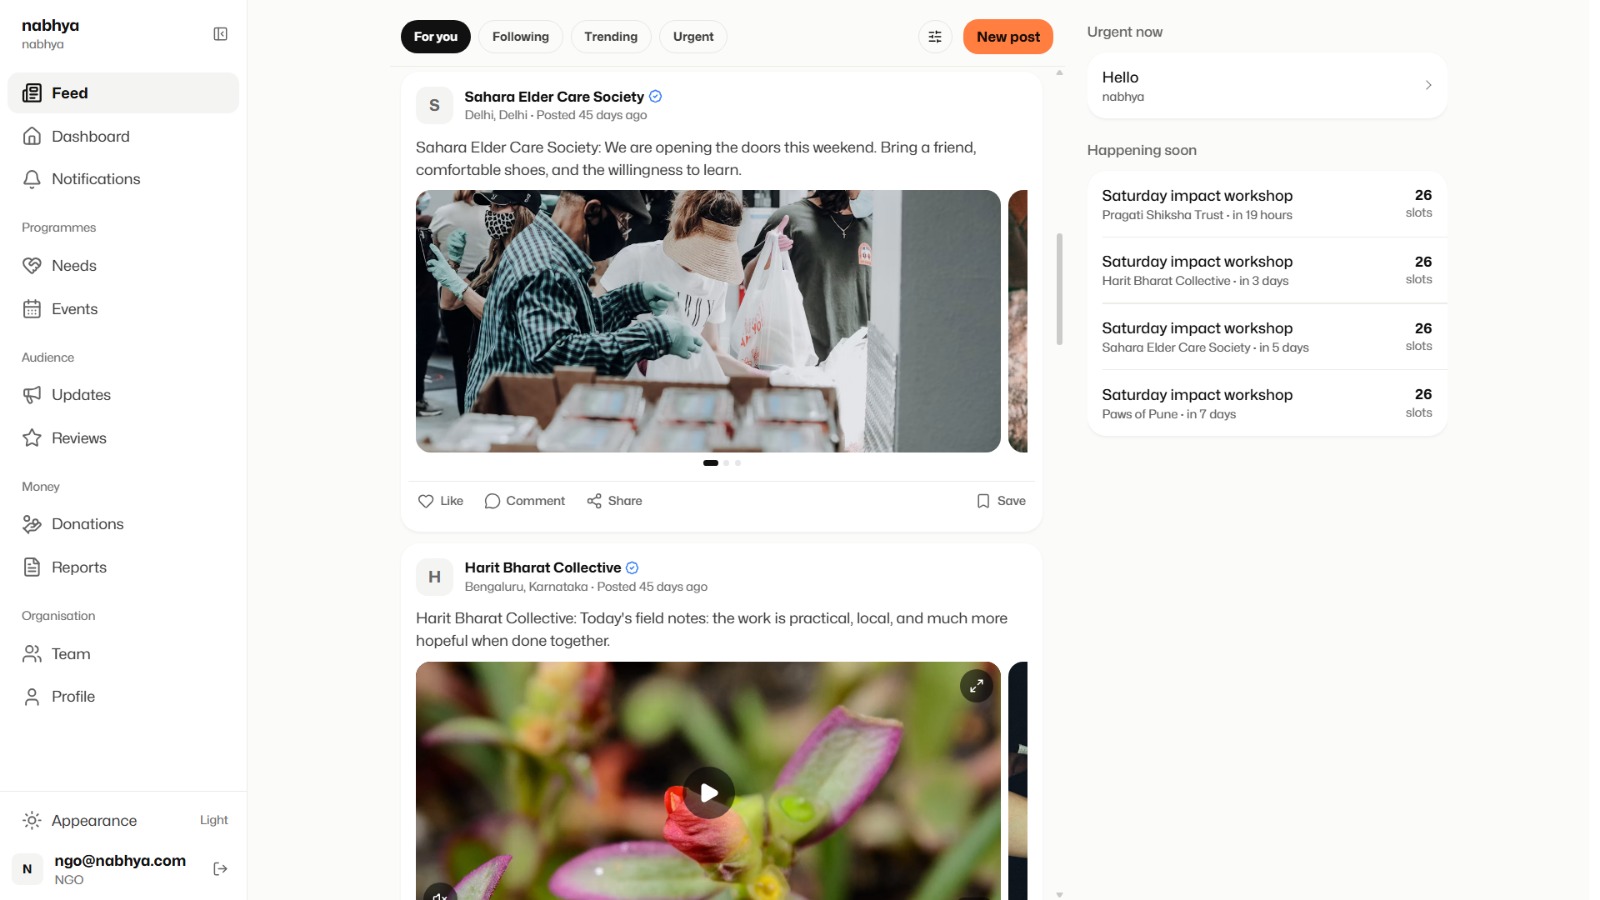 nabhya
nabhya
Feed
Dashboard
Notifications
Programmes
Needs
Events
Audience
Updates
Reviews
Money
Donations
Reports
Organisation
Team
Profile
Appearance
Light
N
ngo@nabhya.com
NGO
For you
Following
Trending
Urgent
New post
S
Sahara Elder Care Society
Delhi, Delhi · Posted 45 days ago
Sahara Elder Care Society: We are opening the doors this weekend. Bring a friend,
comfortable shoes, and the willingness to learn.
Like
Comment
Share
Save
H
Harit Bharat Collective
Bengaluru, Karnataka · Posted 45 days ago
Harit Bharat Collective: Today's field notes: the work is practical, local, and much more
hopeful when done together.
Urgent now
Hello
nabhya
Happening soon
Saturday impact workshop
26
Pragati Shiksha Trust · in 19 hours
slots
Saturday impact workshop
26
Harit Bharat Collective · in 3 days
slots
Saturday impact workshop
26
Sahara Elder Care Society · in 5 days
slots
Saturday impact workshop
26
Paws of Pune · in 7 days
slots